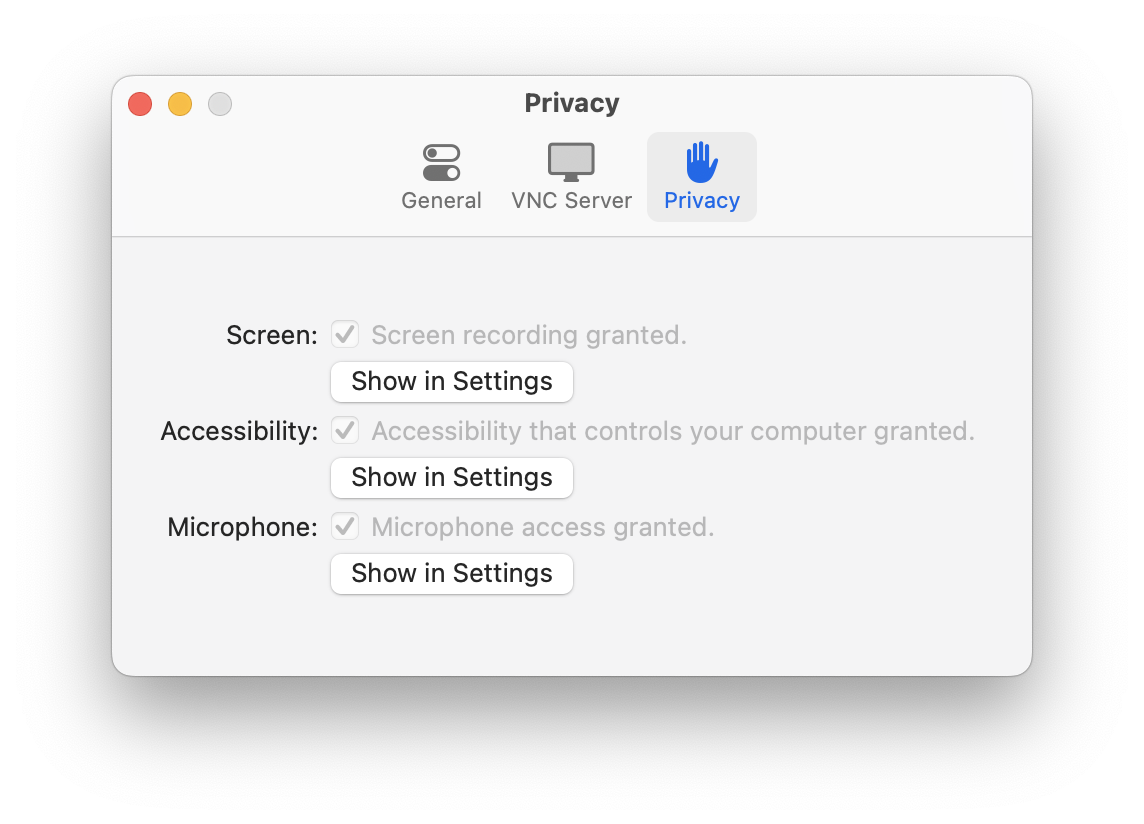 Privacy
General VNC Server Privacy
Screen: Screen recording granted.
Show in Settings
Accessibility: Accessibility that controls your computer granted.
Show in Settings
Microphone: Microphone access granted.
Show in Settings